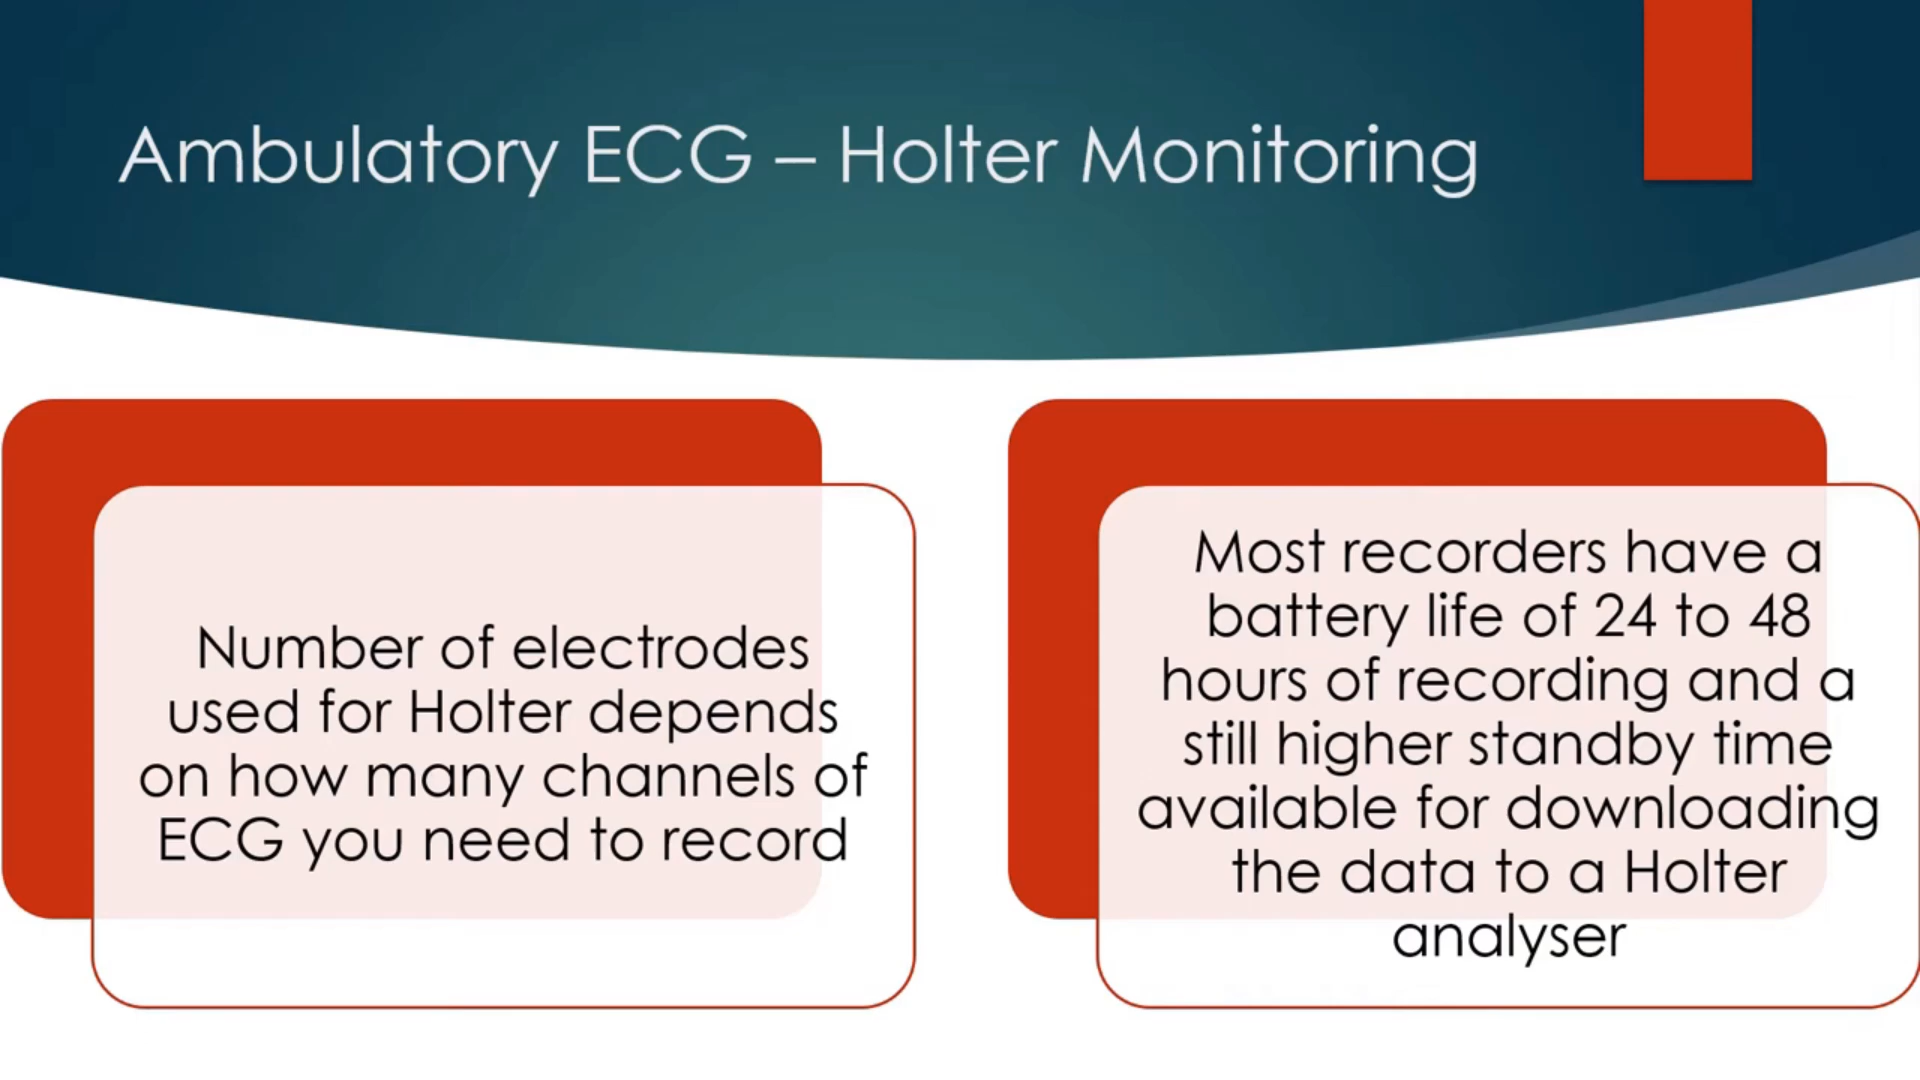 Ambulatory ECG – Holter Monitoring
Number of electrodes
used for Holter depends
on how many channels of
ECG you need to record
Most recorders have a
battery life of 24 to 48
hours of recording and a
still higher standby time
available for downloading
the data to a Holter
analyser